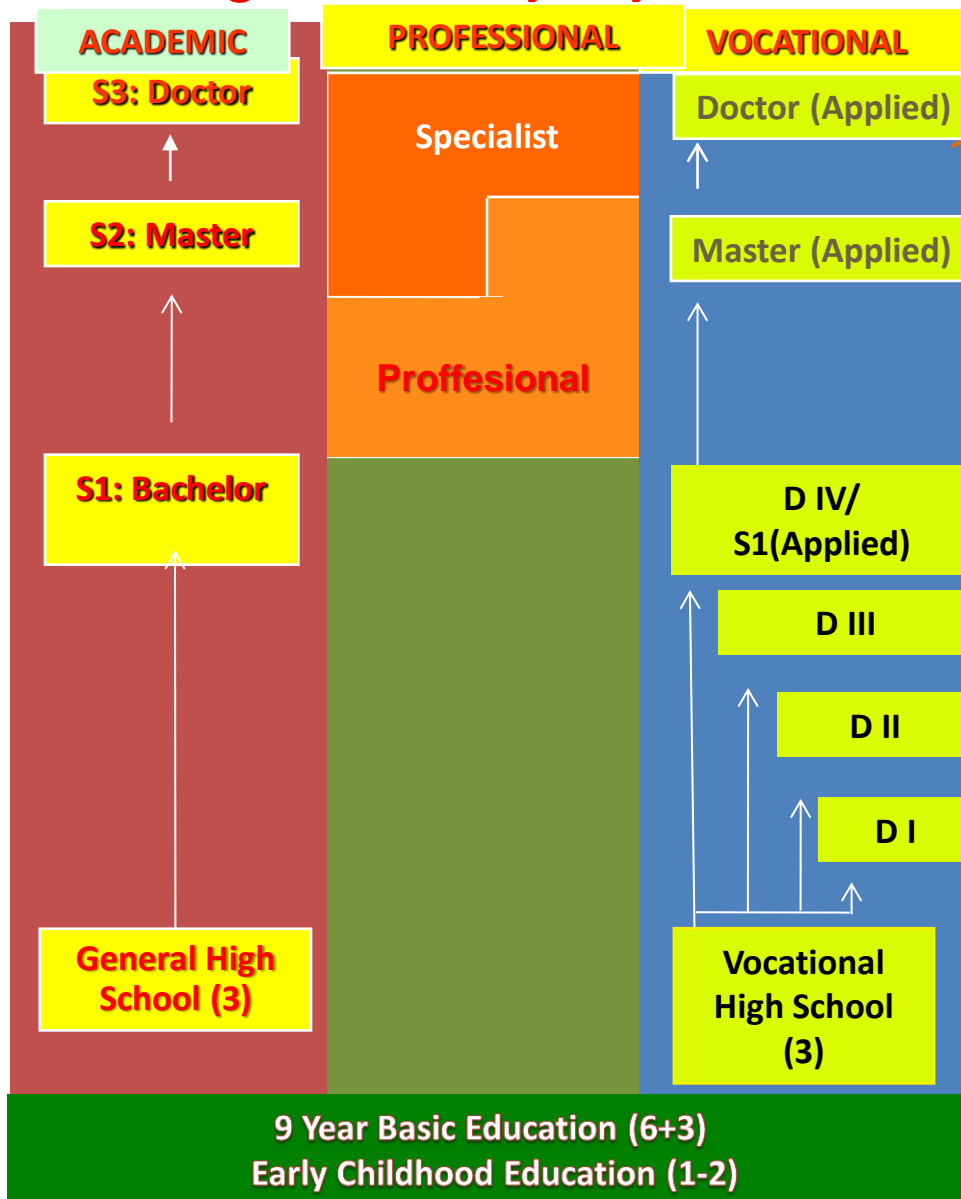 ACADEMIC
PROFESSIONAL
VOCATIONAL
S3: Doctor
S2: Master
S1: Bachelor
General High
School (3)
Specialist
Proffesional
Doctor (Applied)
Master (Applied)
D IV/
S1(Applied)
D III
D II
D I
Vocational
High School
(3)
9 Year Basic Education (6+3)
Early Childhood Education (1-2)